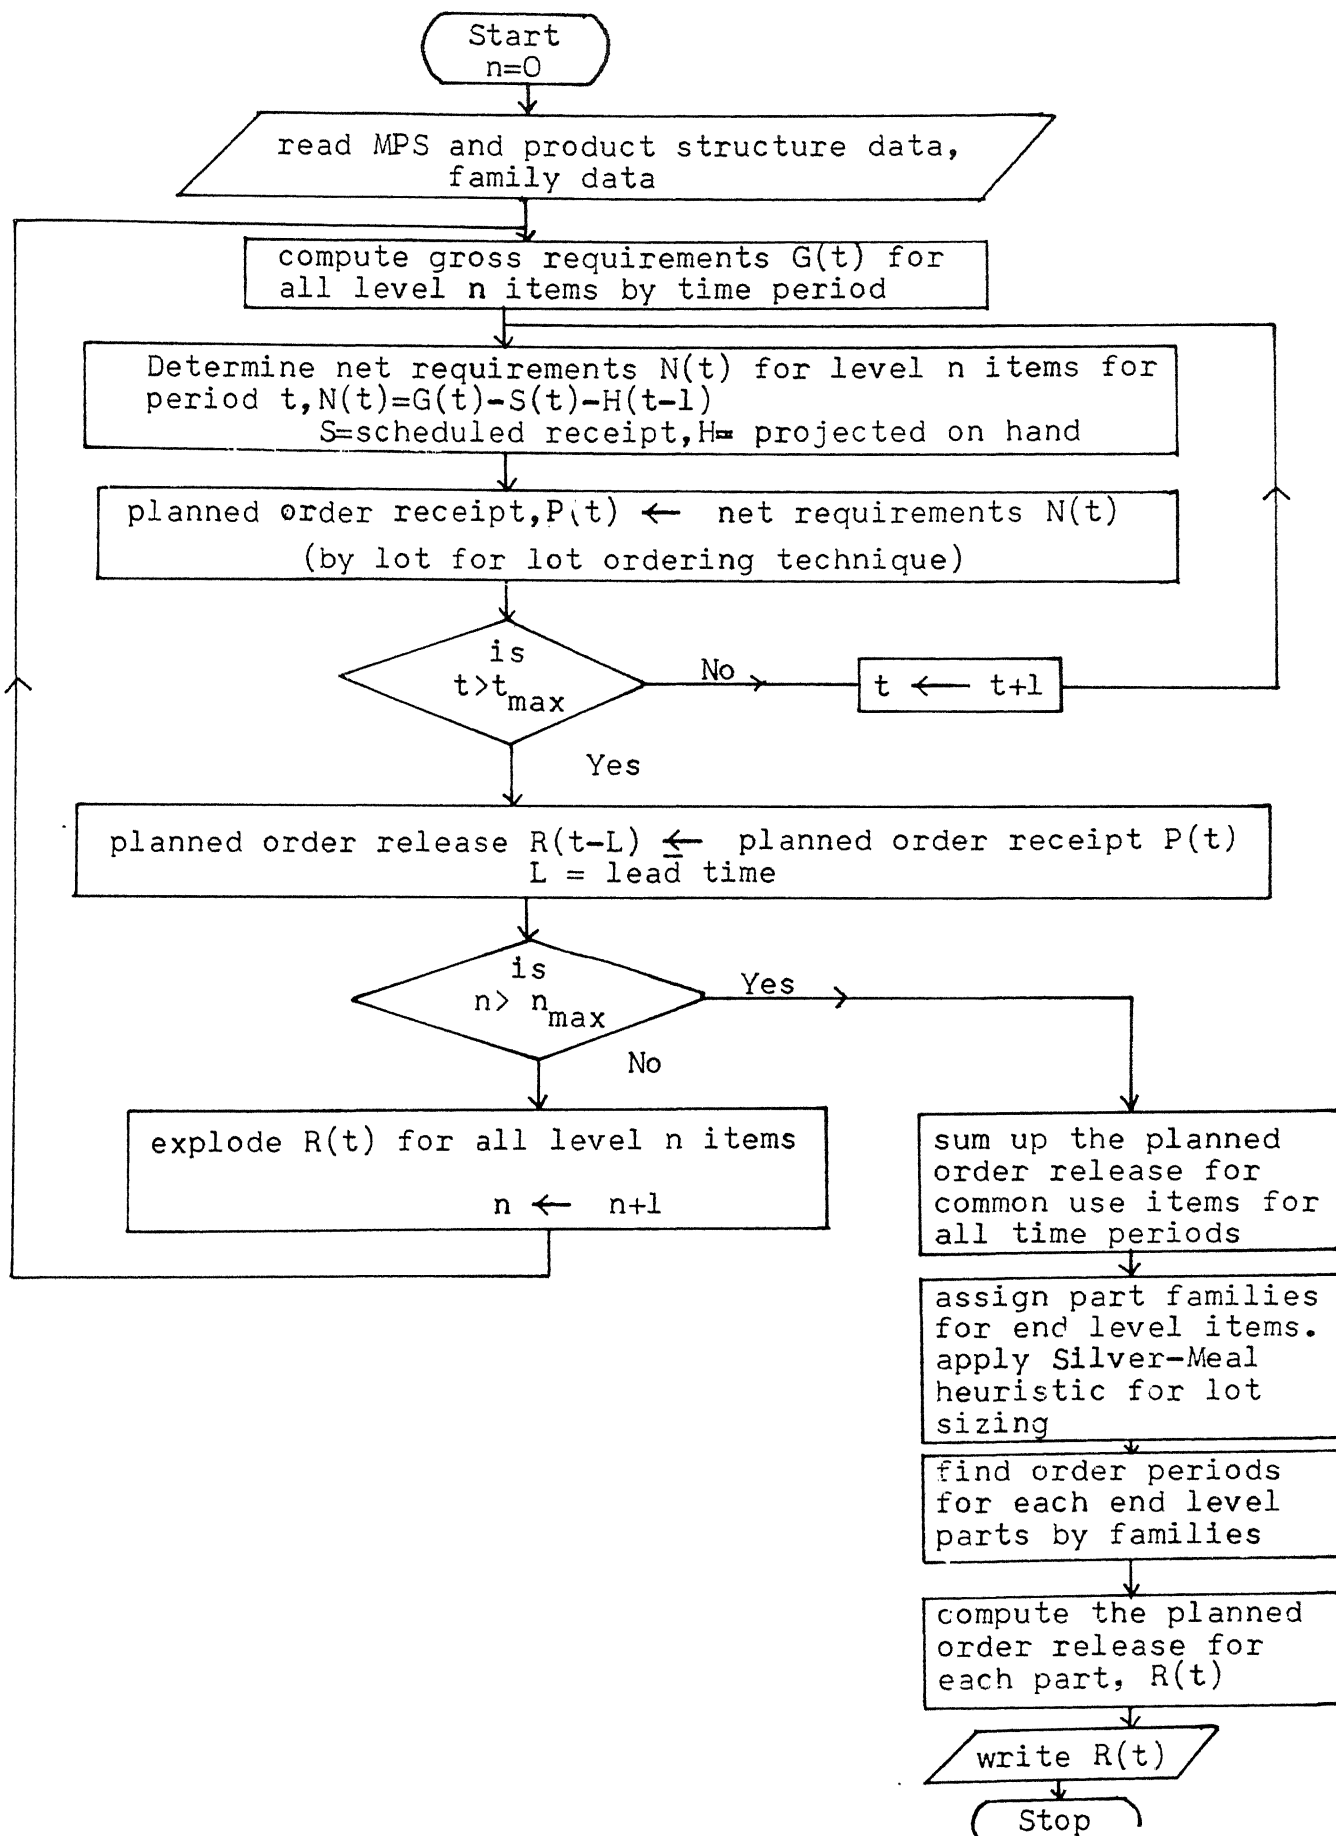 Start
n=0
read MPS and product structure data,
family data
compute gross requirements G(t) for
all level n items by time period
Determine net requirements N(t) for level n items for
period t,N(t)=G(t)-S(t)-H(t-1)
S=scheduled receipt,H= projected on hand
planned order receipt,P(t) ← net requirements N(t)
(by lot for lot ordering technique)
is
t>tmax
No
t ← t+1
Yes
planned order release R(t-L) ← planned order receipt P(t)
L = lead time
is
n> nmax
Yes
No
explode R(t) for all level n items
n ← n+1
sum up the planned
order release for
common use items for
all time periods
assign part families
for end level items.
apply Silver-Meal
heuristic for lot
sizing
find order periods
for each end level
parts by families
compute the planned
order release for
each part, R(t)
write R(t)
Stop